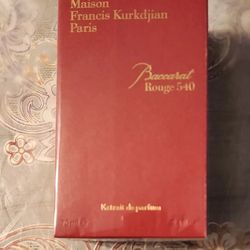 Maison
Francis Kurkdjian
Paris
Baccarat
Rouge 540
Extrait de parfum